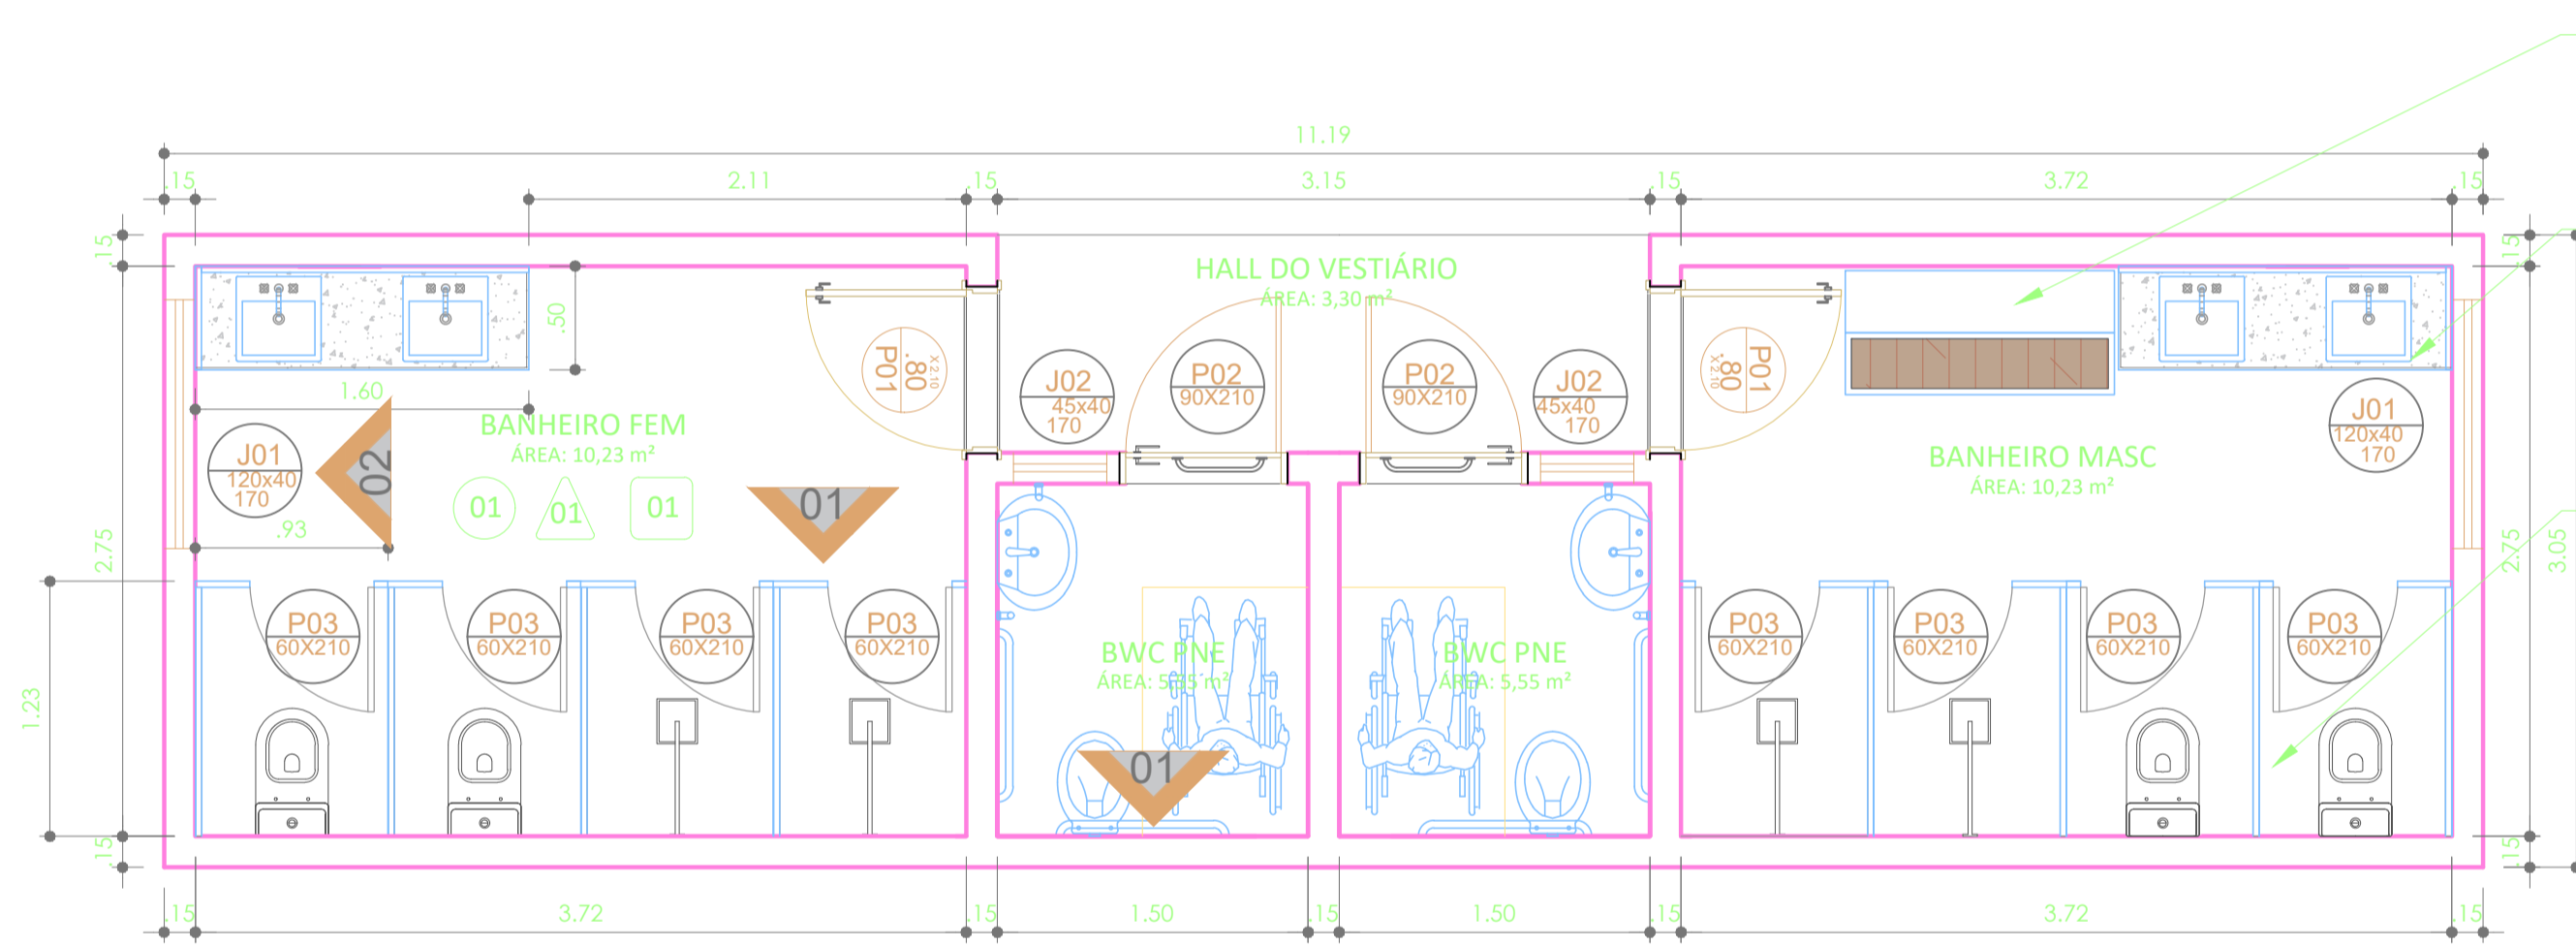 11.19
.15
2.11
.15
3.15
.15
3.72
.15
.15
2.75
.15
1.23
.50
1.60
.93
HALL DO VESTIÁRIO
ÁREA: 3,30 m²
BANHEIRO FEM
ÁREA: 10,23 m²
01
01
01
J01
120x40
170
02
01
P01
.80
X2.10
J02
45x40
170
P02
90X210
P02
90X210
J02
45x40
170
P01
.80
X2.10
J01
120x40
170
BANHEIRO MASC
ÁREA: 10,23 m²
.15
2.75
3.05
.15
P03
60X210
P03
60X210
P03
60X210
P03
60X210
BWC PNE
ÁREA:
01
BWC PNE
ÁREA: 5,55 m²
P03
60X210
P03
60X210
P03
60X210
P03
60X210
.15
3.72
.15
1.50
.15
1.50
.15
3.72
.15